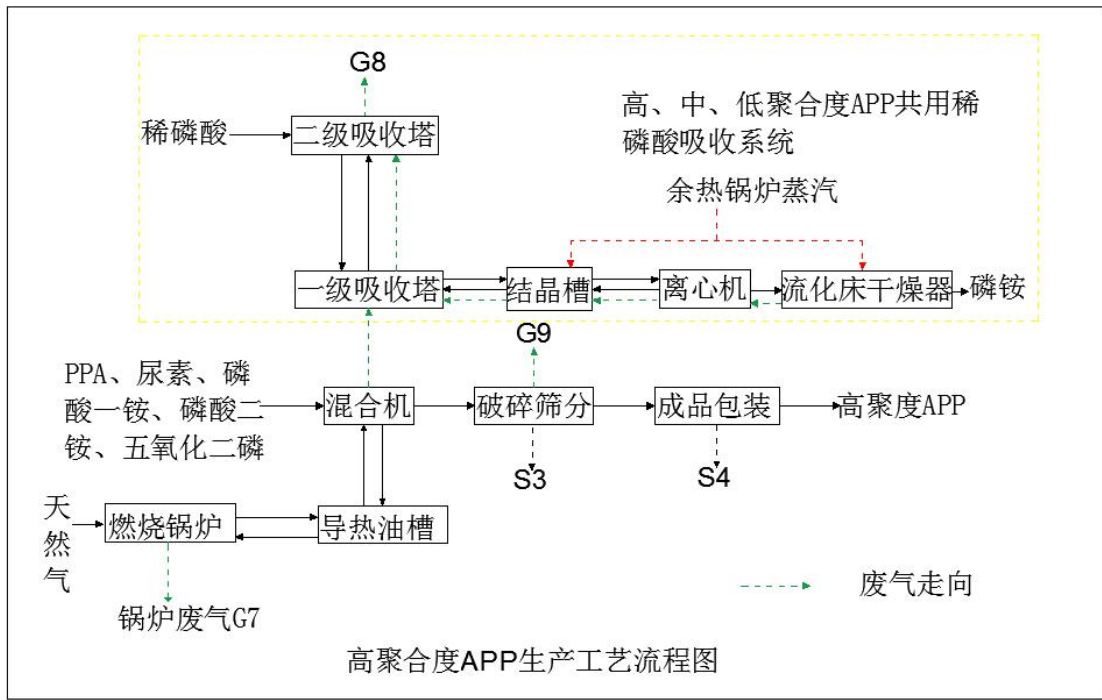 G8
稀磷酸
二级吸收塔
高、中、低聚合度APP共用稀
磷酸吸收系统
余热锅炉蒸汽
一级吸收塔
结晶槽
离心机
流化床干燥器
磷铵
G9
PPA、尿素、磷
酸一铵、磷酸二
铵、五氧化二磷
混合机
破碎筛分
成品包装
高聚度APP
S3
S4
天
然
气
燃烧锅炉
导热油槽
锅炉废气G7
废气走向
高聚合度APP生产工艺流程图